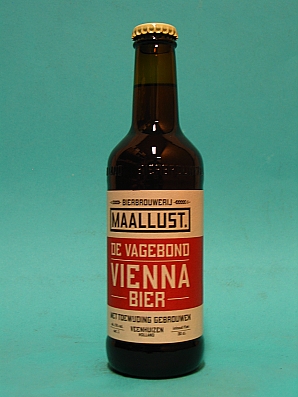 BIERBROUWERIJ
MAALLUST.
DE VAGEBOND
VIENNA
BIER
MET TOEWIJDING GEBROUWEN
VEENHUIZEN
HOLLAND